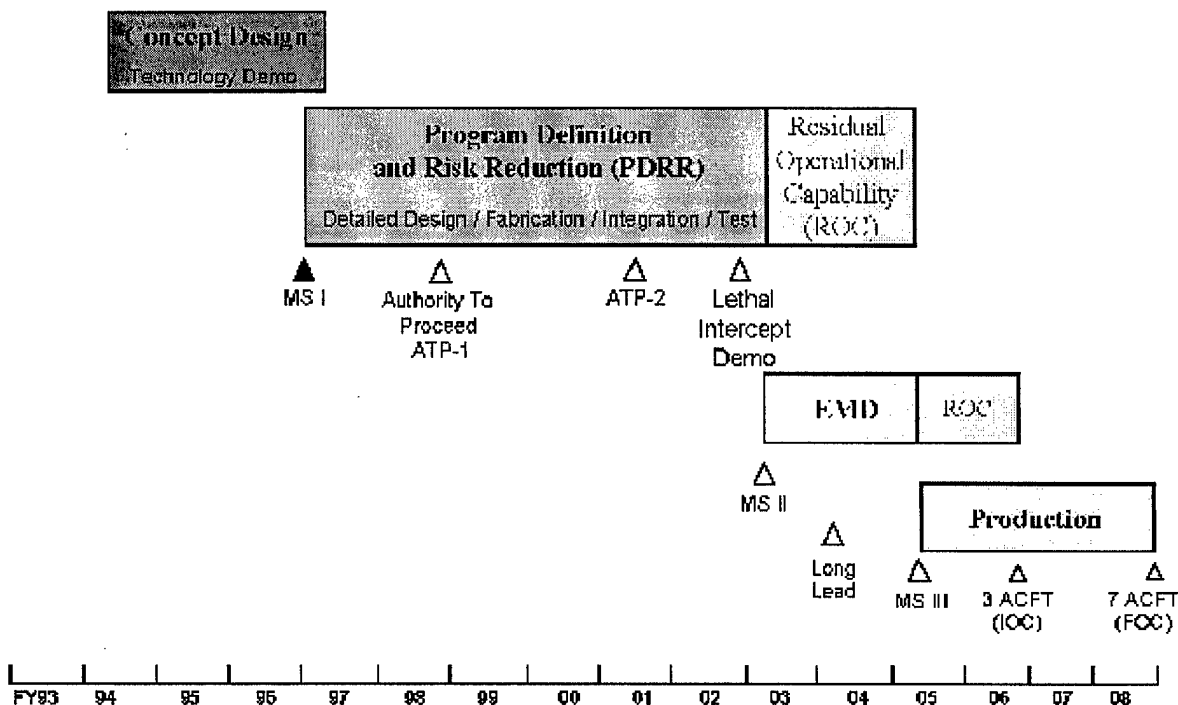 Concept Design
Technology Demo
Program Definition
and Risk Reduction (PDRR)
Detailed Design / Fabrication / Integration / Test
Residual
Operational
Capability
(ROC)
MS I
Authority To
Proceed
ATP-1
ATP-2
Lethal
Intercept
Demo
EMD
ROC
MS II
Production
Long
Lead
MS III
3 ACFT
(IOC)
7 ACFT
(FOC)
FY93 94 95 96 97 98 99 00 01 02 03 04 05 06 07 08